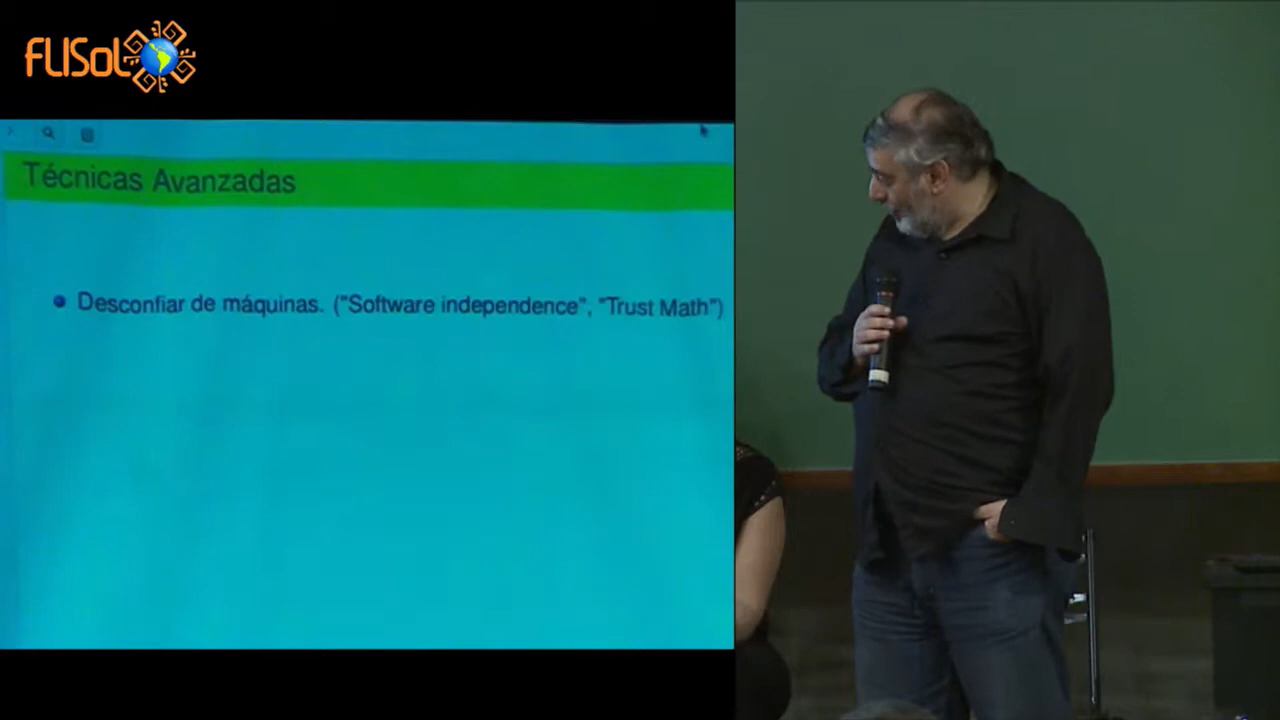 FLISoL
Técnicas Avanzadas
Desconfiar de máquinas. ("Software independence", "Trust Math")